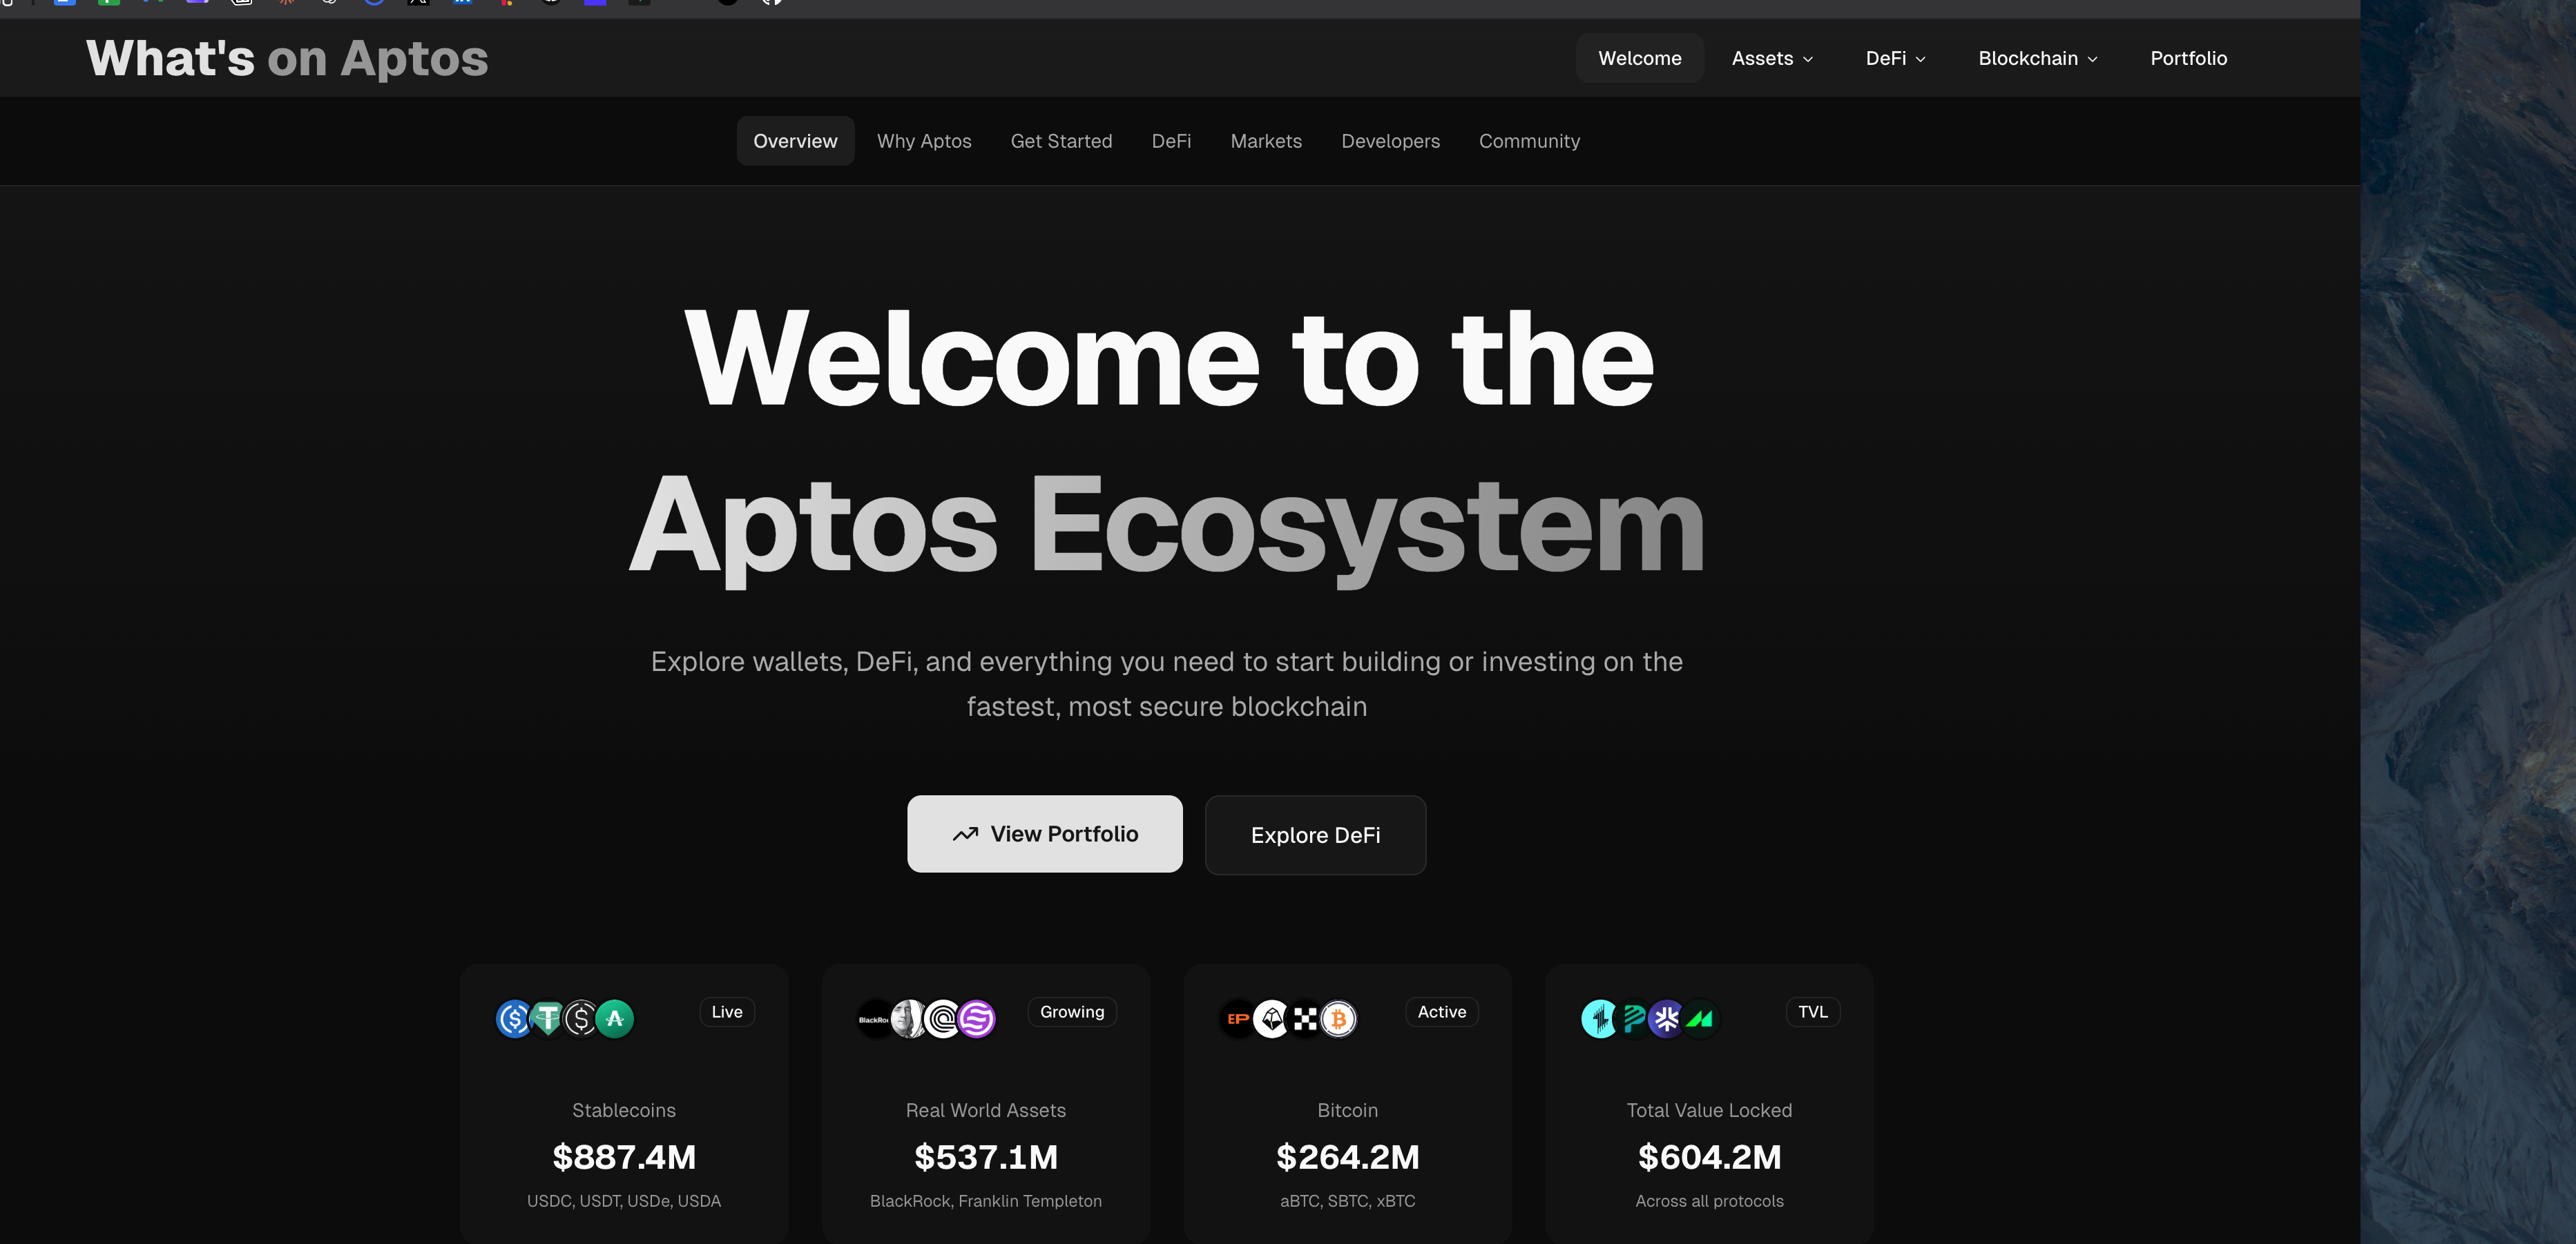 What's on Aptos
Welcome
Assets
DeFi
Blockchain
Portfolio
Overview
Why Aptos
Get Started
DeFi
Markets
Developers
Community
Welcome to the
Aptos Ecosystem
Explore wallets, DeFi, and everything you need to start building or investing on the
fastest, most secure blockchain
View Portfolio
Explore DeFi
Live
Stablecoins
$887.4M
USDC, USDT, USDe, USDA
Growing
Real World Assets
$537.1M
BlackRock, Franklin Templeton
EP
Active
Bitcoin
$264.2M
aBTC, SBTC, xBTC
TVL
Total Value Locked
$604.2M
Across all protocols